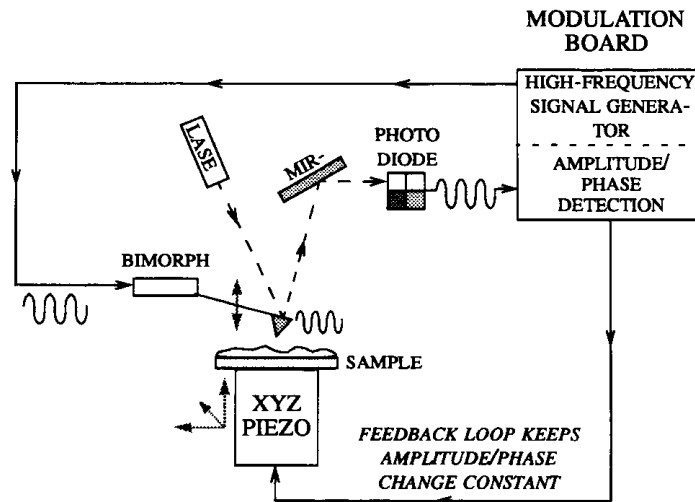 MODULATION
BOARD
HIGH-FREQUENCY
SIGNAL GENERA-
TOR
AMPLITUDE/
PHASE
DETECTION
LASE
MIR-
PHOTO
DIODE
BIMORPH
SAMPLE
XYZ
PIEZO
FEEDBACK LOOP KEEPS
AMPLITUDE/PHASE
CHANGE CONSTANT